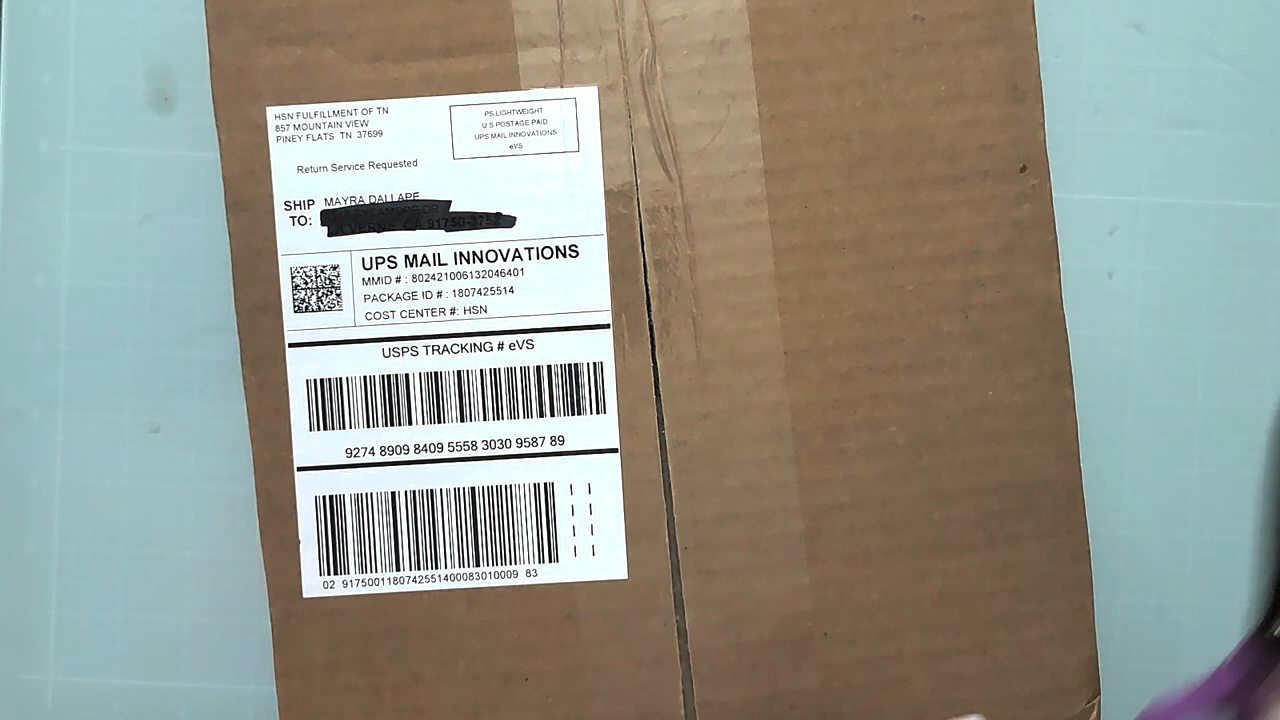 HSN FULFILLMENT OF TN
857 MOUNTAIN VIEW
PINEY FLATS TN 37699
PS LIGHTWEIGHT
U S POSTAGE PAID
UPS MAIL INNOVATIONS
eVS
Return Service Requested
SHIP
TO:
MAYRA DALLAPE
UPS MAIL INNOVATIONS
MMID # : 802421006132046401
PACKAGE ID # : 1807425514
COST CENTER #: HSN
USPS TRACKING # eVS
9274 8909 8409 5558 3030 9587 89
02 9175001180742551400083010009 83